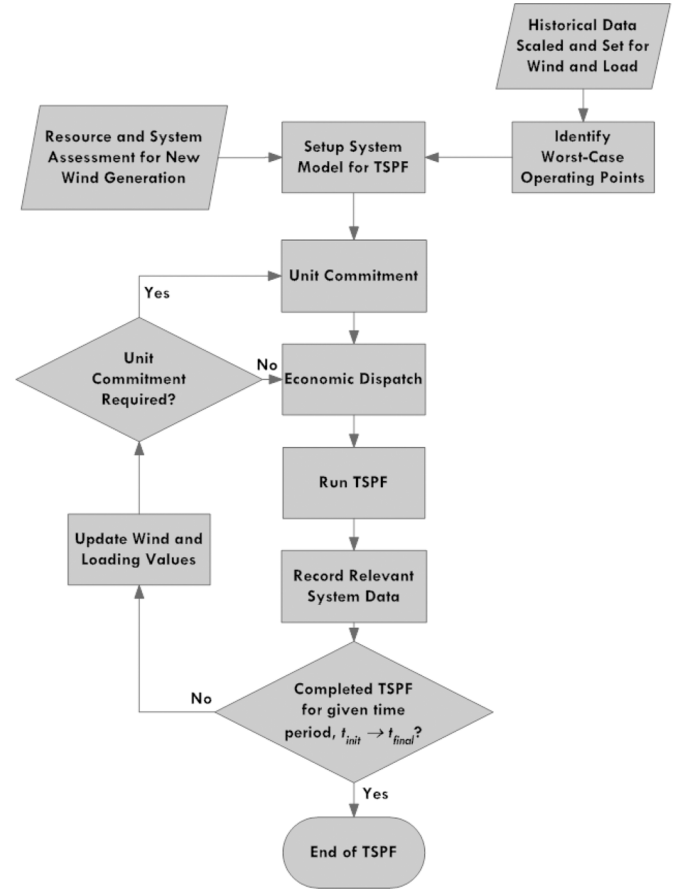 Historical Data
Scaled and Set for
Wind and Load
Resource and System
Assessment for New
Wind Generation
Setup System
Model for TSPF
Identify
Worst-Case
Operating Points
Unit Commitment
Yes
Unit
Commitment
Required?
No
Economic Dispatch
Run TSPF
Update Wind and
Loading Values
Record Relevant
System Data
No
Completed TSPF
for given time
period, t_init → t_final?
Yes
End of TSPF